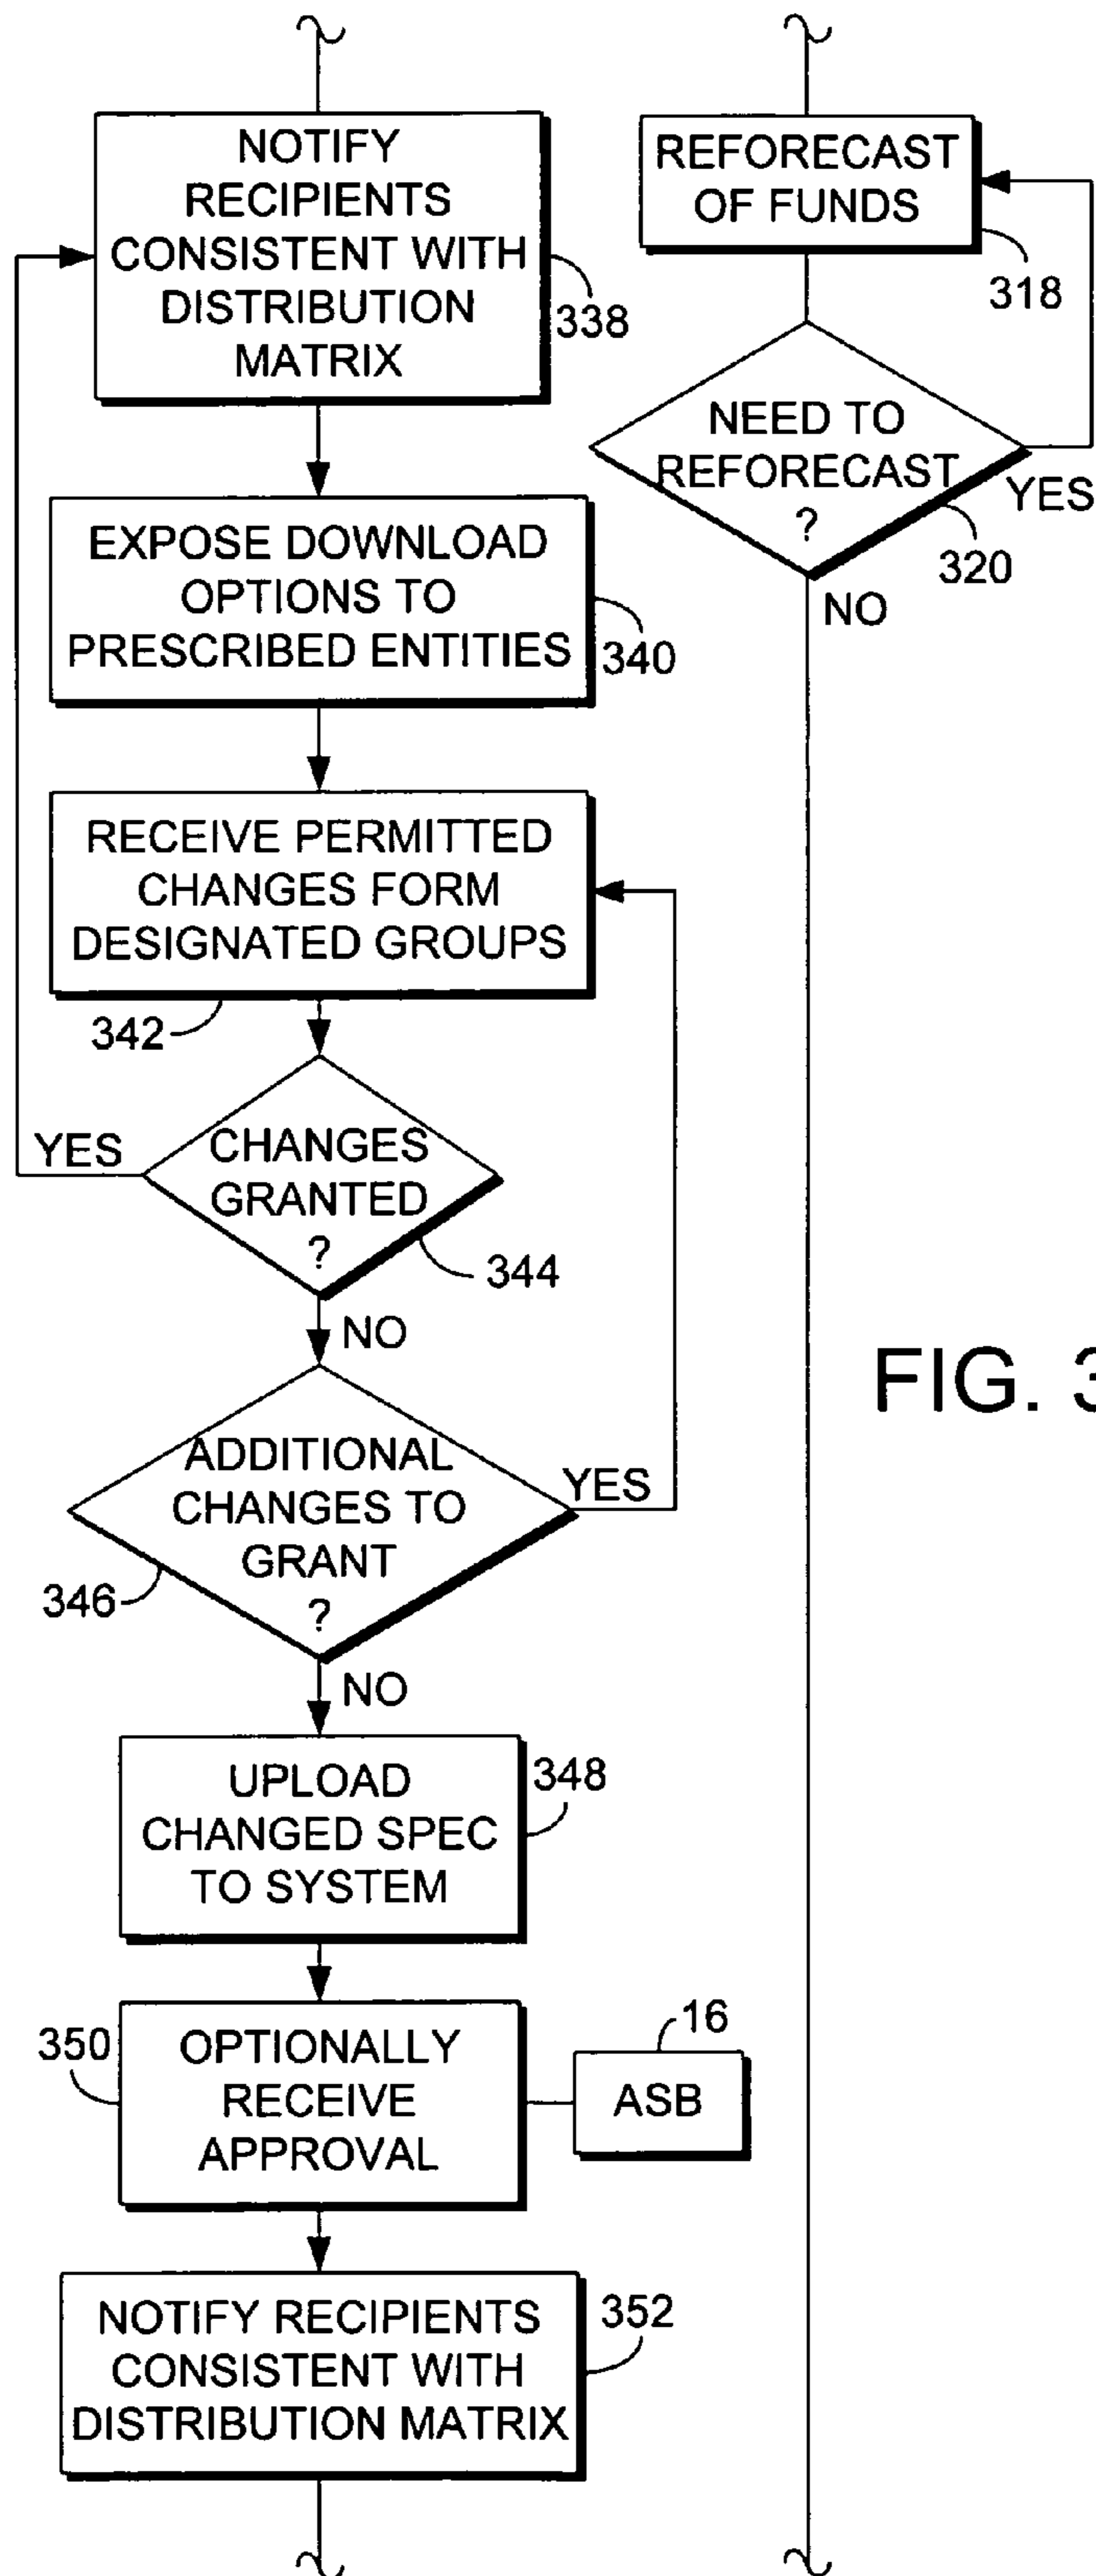 NOTIFY
RECIPIENTS
CONSISTENT WITH
DISTRIBUTION
MATRIX
338
REFORECAST
OF FUNDS
318
NEED TO
REFORECAST
?
YES
320
NO
EXPOSE DOWNLOAD
OPTIONS TO
PRESCRIBED ENTITIES
340
RECEIVE PERMITTED
CHANGES FORM
DESIGNATED GROUPS
342
YES
CHANGES
GRANTED
?
344
NO
FIG. 3
ADDITIONAL
CHANGES TO
GRANT
?
YES
346
NO
UPLOAD
CHANGED SPEC
TO SYSTEM
348
350
OPTIONALLY
RECEIVE
APPROVAL
16
ASB
NOTIFY RECIPIENTS
CONSISTENT WITH
DISTRIBUTION MATRIX
352